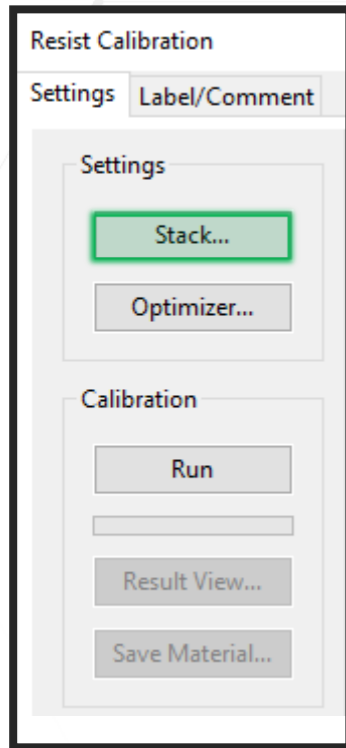 Resist Calibration
Settings Label/Comment
Settings
Stack...
Optimizer...
Calibration
Run
Result View...
Save Material...